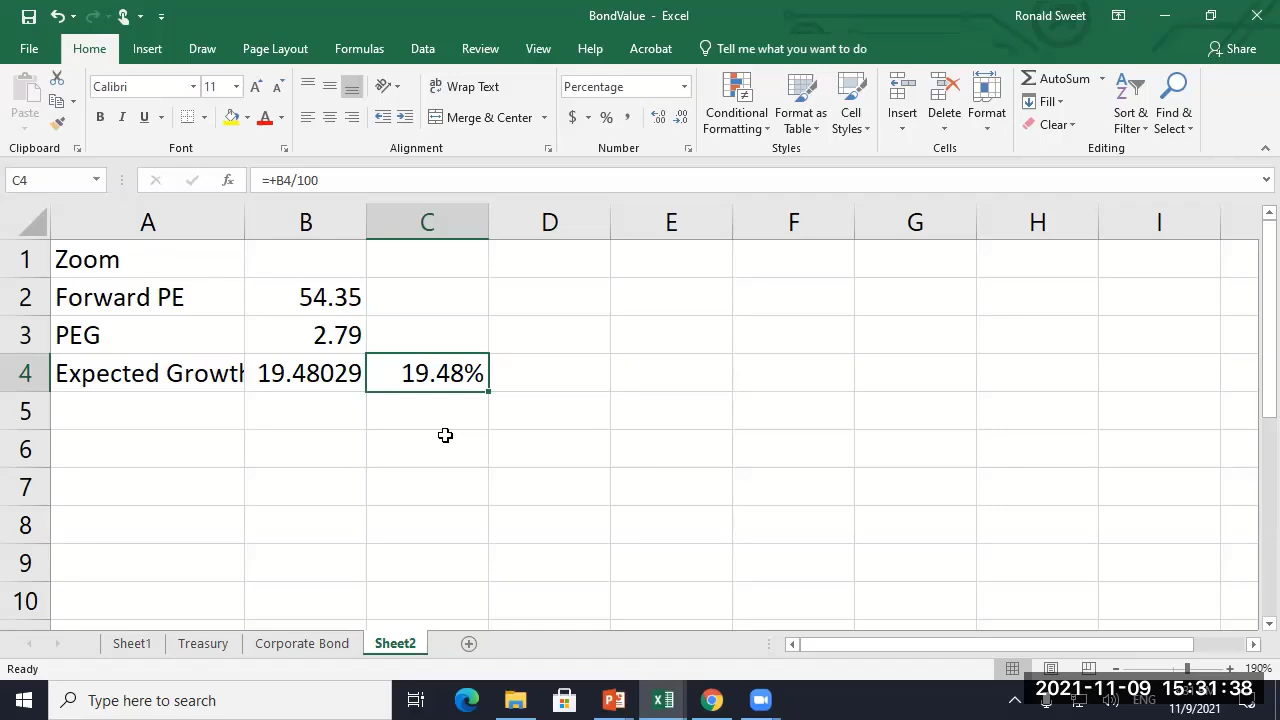 BondValue - Excel
Ronald Sweet
File Home Insert Draw Page Layout Formulas Data Review View Help Acrobat Tell me what you want to do Share
Paste
Clipboard
Calibri 11
B I U A
Font
Wrap Text
Merge & Center
Alignment
Percentage
$ % ,
Number
Conditional Formatting
Format as Table
Cell Styles
Styles
Insert Delete Format
Cells
AutoSum
Fill
Clear
Sort & Filter
Find & Select
Editing
C4 fx =+B4/100
A B C D E F G H I
1 Zoom
2 Forward PE 54.35
3 PEG 2.79
4 Expected Growth 19.48029 19.48%
5
6
7
8
9
10
Sheet1 Treasury Corporate Bond Sheet2
Ready 190%
Type here to search
ENG
2021-11-09 15:31:38
11/9/2021